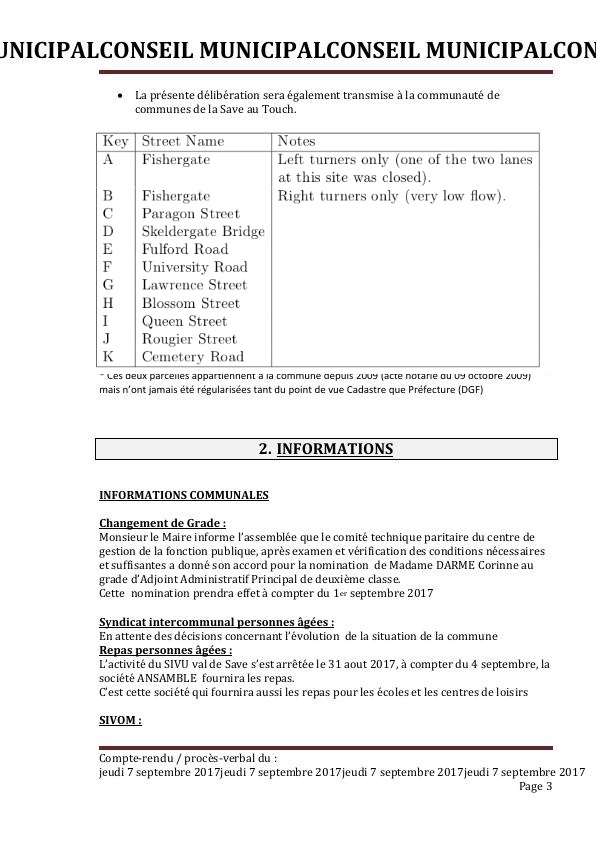 UNICIPALCONSEIL MUNICIPALCONSEIL MUNICIPALCON
• La présente délibération sera également transmise à la communauté de
communes de la Save au Touch.
Key Street Name Notes
A Fishergate Left turners only (one of the two lanes
at this site was closed).
B Fishergate Right turners only (very low flow).
C Paragon Street
D Skeldergate Bridge
E Fulford Road
F University Road
G Lawrence Street
H Blossom Street
I Queen Street
J Rougier Street
K Cemetery Road
* Ces deux parcelles appartiennent à la commune depuis 2009 (acte notarié du 09 octobre 2009)
mais n'ont jamais été régularisées tant du point de vue Cadastre que Préfecture (DGF)
2. INFORMATIONS
INFORMATIONS COMMUNALES
Changement de Grade :
Monsieur le Maire informe l'assemblée que le comité technique paritaire du centre de
gestion de la fonction publique, après examen et vérification des conditions nécessaires
et suffisantes a donné son accord pour la nomination de Madame DARME Corinne au
grade d'Adjoint Administratif Principal de deuxième classe.
Cette nomination prendra effet à compter du 1er septembre 2017
Syndicat intercommunal personnes âgées :
En attente des décisions concernant l'évolution de la situation de la commune
Repas personnes âgées :
L'activité du SIVU val de Save s'est arrêtée le 31 aout 2017, à compter du 4 septembre, la
société ANSAMBLE fournira les repas.
C'est cette société qui fournira aussi les repas pour les écoles et les centres de loisirs
SIVOM :
Compte-rendu / procès-verbal du :
jeudi 7 septembre 2017jeudi 7 septembre 2017jeudi 7 septembre 2017jeudi 7 septembre 2017
Page 3